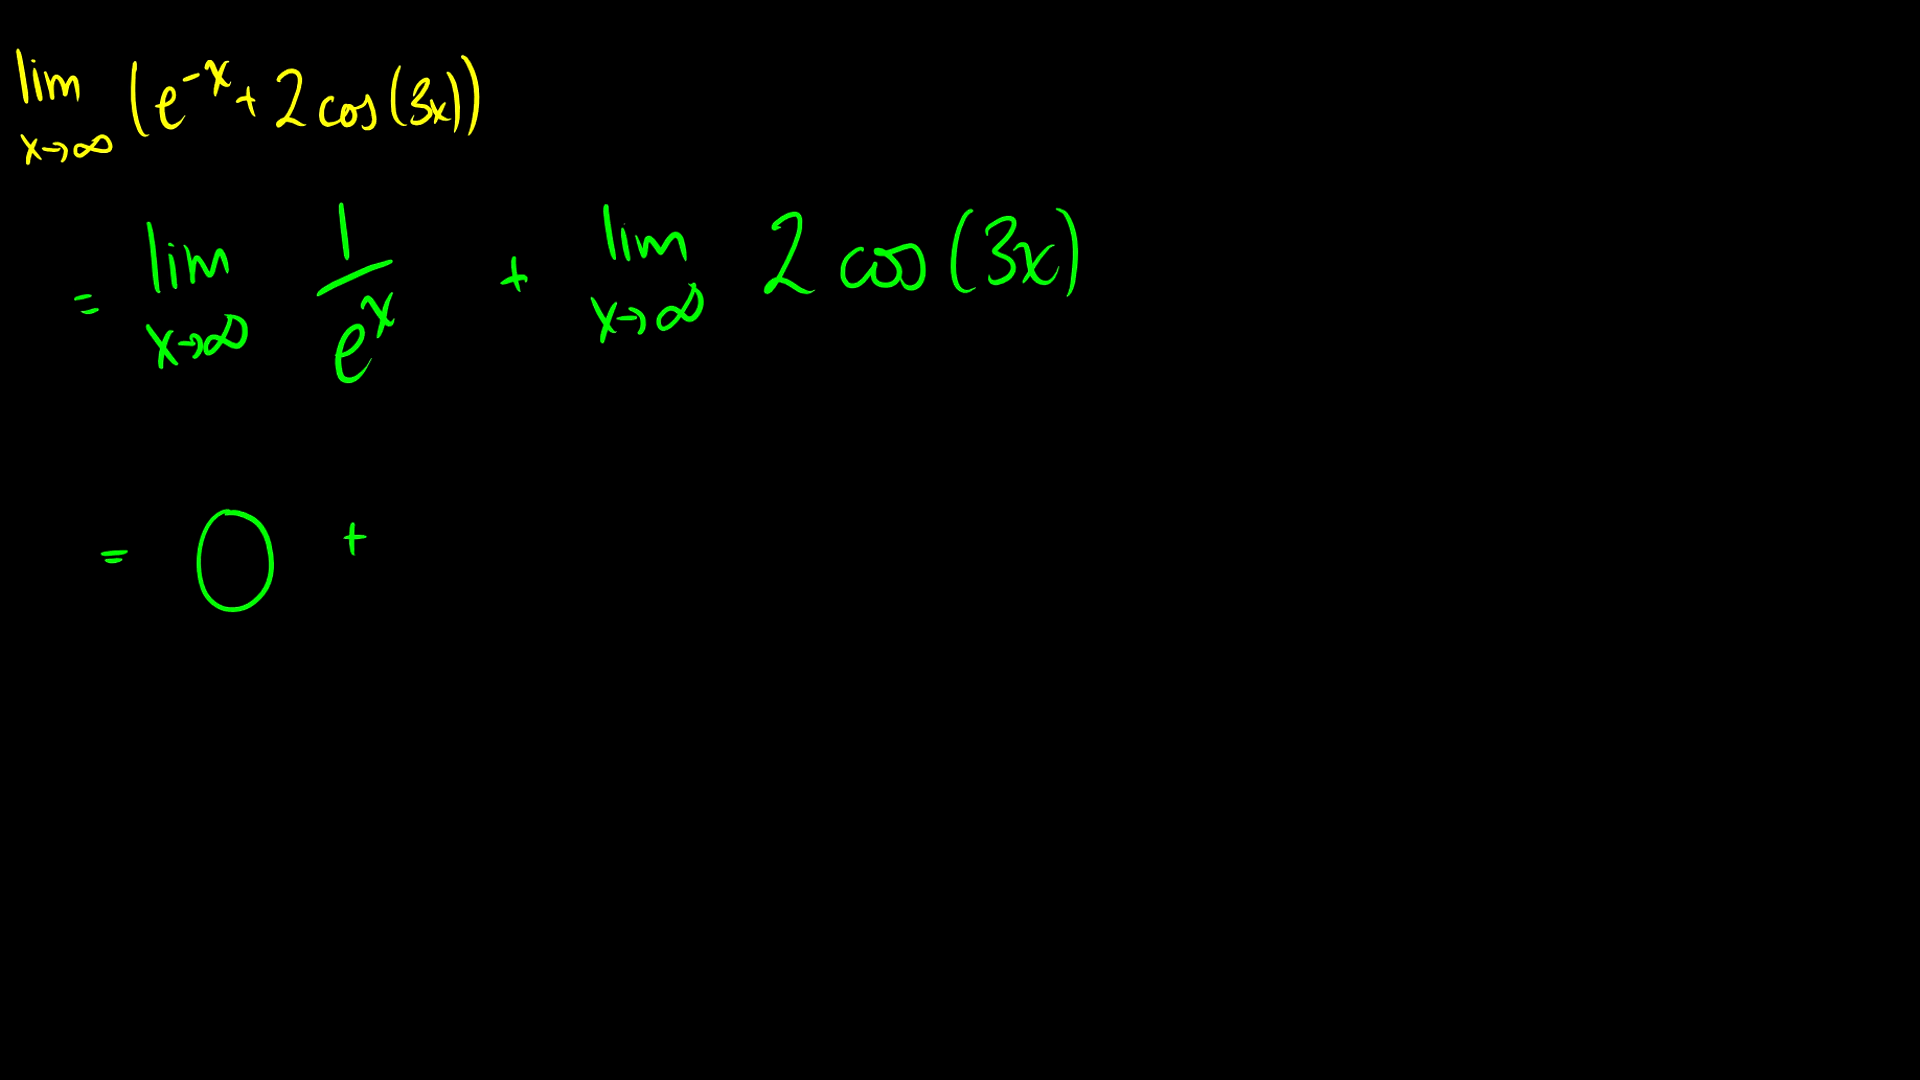 lim x→∞ (e^-x + 2 cos(3x))
= lim x→∞ 1/e^x + lim x→∞ 2 cos(3x)
= 0 +